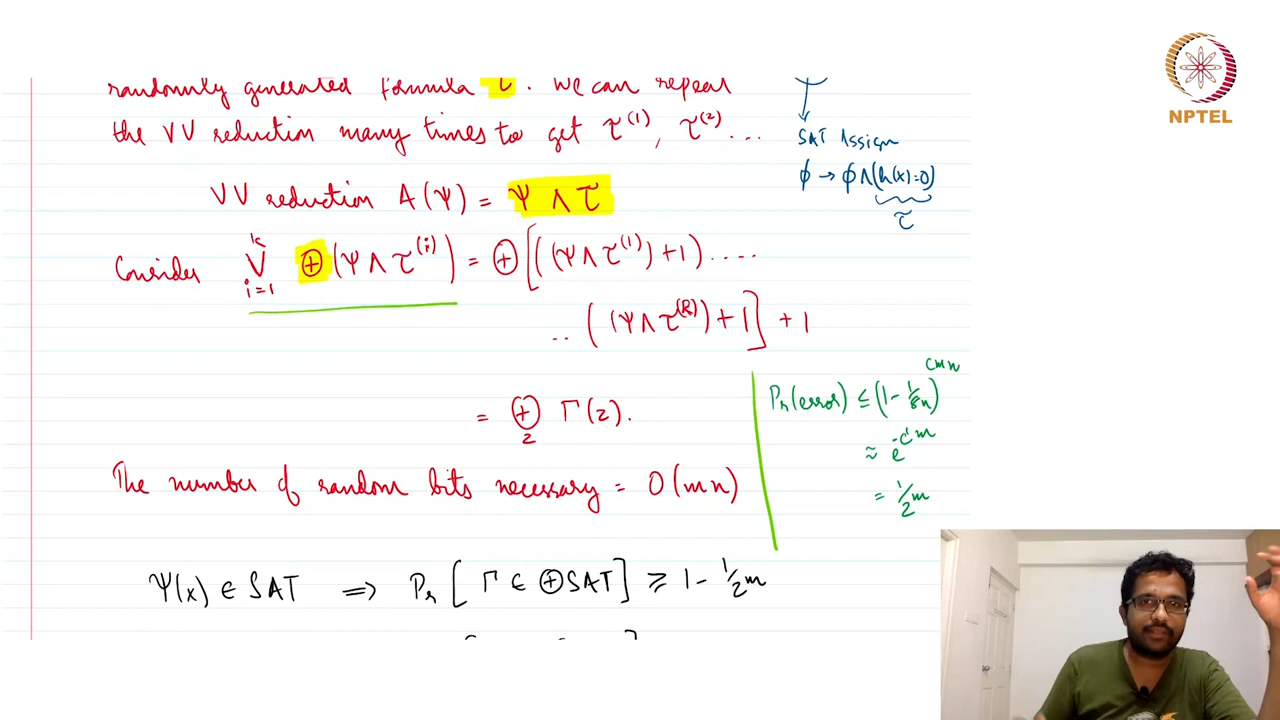 randomly generated formula τ. We can repeat
the VV reduction many times to get τ^(1), τ^(2) ...
VV reduction A(Ψ) = Ψ ∧ τ
Consider ⋁_{i=1}^{k} ⊕(Ψ ∧ τ^(i)) = ⊕[((Ψ ∧ τ^(1)) + 1) ....
.. ((Ψ ∧ τ^(k)) + 1] + 1
= ⊕_z Γ(z).
The number of random bits necessary = O(mn)
Ψ(x) ∈ SAT ⟹ Pr[Γ ∈ ⊕SAT] ≥ 1 - 1/2^m
SAT Assign
ϕ → ϕ ∧ (h(x)=0)
τ
Pr(error) ≤ (1 - 1/8n)^{cmn}
≈ e^{-c'm}
= 1/2^m
NPTEL